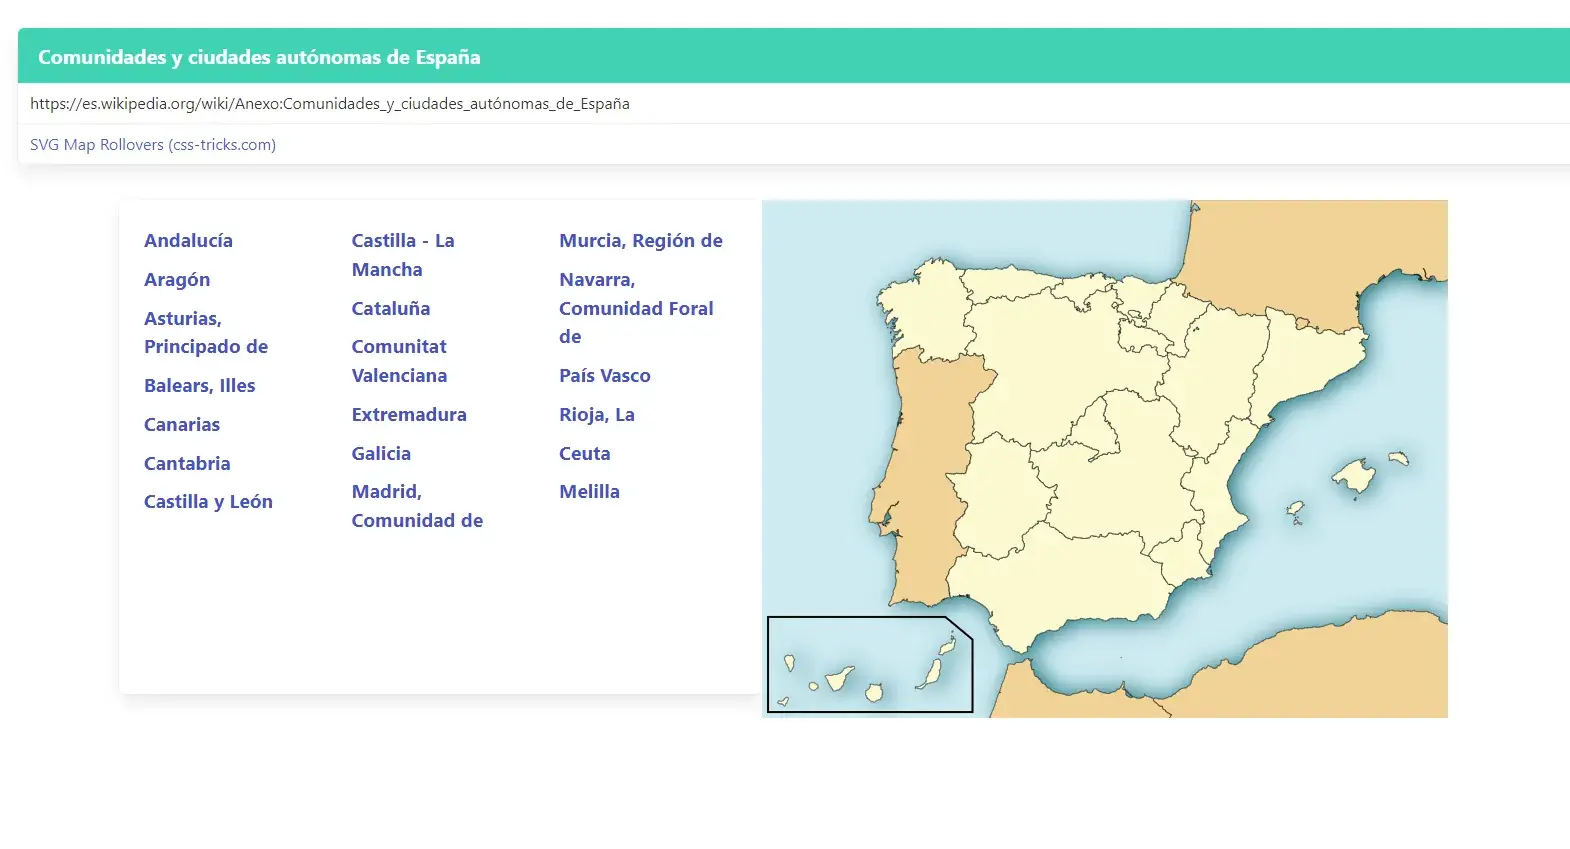 Comunidades y ciudades autónomas de España
https://es.wikipedia.org/wiki/Anexo:Comunidades_y_ciudades_autónomas_de_España
SVG Map Rollovers (css-tricks.com)
Andalucía
Aragón
Asturias,
Principado de
Balears, Illes
Canarias
Cantabria
Castilla y León
Castilla - La
Mancha
Cataluña
Comunitat
Valenciana
Extremadura
Galicia
Madrid,
Comunidad de
Murcia, Región de
Navarra,
Comunidad Foral
de
País Vasco
Rioja, La
Ceuta
Melilla